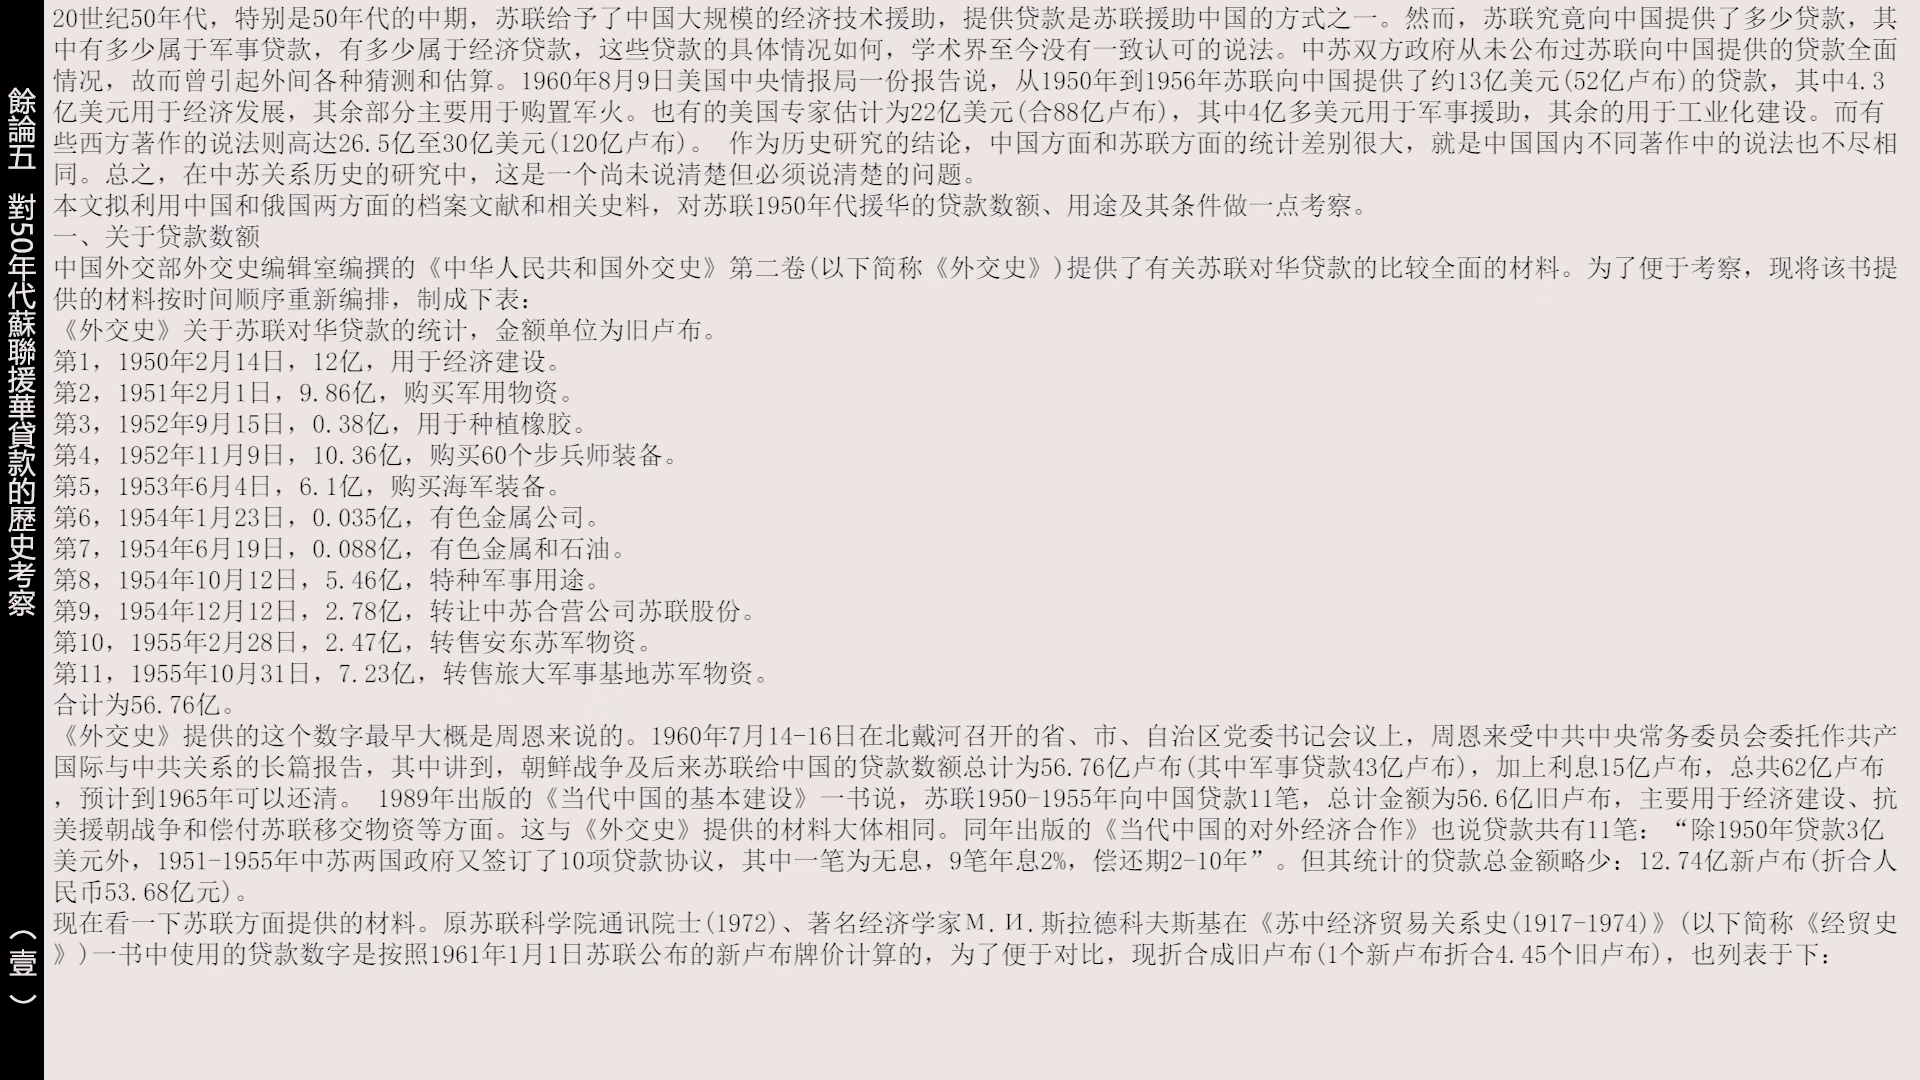 餘論五 對50年代蘇聯援華貸款的歷史考察
（壹）
20世纪50年代，特别是50年代的中期，苏联给予了中国大规模的经济技术援助，提供贷款是苏联援助中国的方式之一。然而，苏联究竟向中国提供了多少贷款，其
中有多少属于军事贷款，有多少属于经济贷款，这些贷款的具体情况如何，学术界至今没有一致认可的说法。中苏双方政府从未公布过苏联向中国提供的贷款全面
情况，故而曾引起外间各种猜测和估算。1960年8月9日美国中央情报局一份报告说，从1950年到1956年苏联向中国提供了约13亿美元(52亿卢布)的贷款，其中4.3
亿美元用于经济发展，其余部分主要用于购置军火。也有的美国专家估计为22亿美元(合88亿卢布)，其中4亿多美元用于军事援助，其余的用于工业化建设。而有
些西方著作的说法则高达26.5亿至30亿美元(120亿卢布)。 作为历史研究的结论，中国方面和苏联方面的统计差别很大，就是中国国内不同著作中的说法也不尽相
同。总之，在中苏关系历史的研究中，这是一个尚未说清楚但必须说清楚的问题。
本文拟利用中国和俄国两方面的档案文献和相关史料，对苏联1950年代援华的贷款数额、用途及其条件做一点考察。
一、关于贷款数额
中国外交部外交史编辑室编撰的《中华人民共和国外交史》第二卷(以下简称《外交史》)提供了有关苏联对华贷款的比较全面的材料。为了便于考察，现将该书提
供的材料按时间顺序重新编排，制成下表：
《外交史》关于苏联对华贷款的统计，金额单位为旧卢布。
第1，1950年2月14日，12亿，用于经济建设。
第2，1951年2月1日，9.86亿，购买军用物资。
第3，1952年9月15日，0.38亿，用于种植橡胶。
第4，1952年11月9日，10.36亿，购买60个步兵师装备。
第5，1953年6月4日，6.1亿，购买海军装备。
第6，1954年1月23日，0.035亿，有色金属公司。
第7，1954年6月19日，0.088亿，有色金属和石油。
第8，1954年10月12日，5.46亿，特种军事用途。
第9，1954年12月12日，2.78亿，转让中苏合营公司苏联股份。
第10，1955年2月28日，2.47亿，转售安东苏军物资。
第11，1955年10月31日，7.23亿，转售旅大军事基地苏军物资。
合计为56.76亿。
《外交史》提供的这个数字最早大概是周恩来说的。1960年7月14-16日在北戴河召开的省、市、自治区党委书记会议上，周恩来受中共中央常务委员会委托作共产
国际与中共关系的长篇报告，其中讲到，朝鲜战争及后来苏联给中国的贷款数额总计为56.76亿卢布(其中军事贷款43亿卢布)，加上利息15亿卢布，总共62亿卢布
，预计到1965年可以还清。 1989年出版的《当代中国的基本建设》一书说，苏联1950-1955年向中国贷款11笔，总计金额为56.6亿旧卢布，主要用于经济建设、抗
美援朝战争和偿付苏联移交物资等方面。这与《外交史》提供的材料大体相同。同年出版的《当代中国的对外经济合作》也说贷款共有11笔：“除1950年贷款3亿
美元外，1951-1955年中苏两国政府又签订了10项贷款协议，其中一笔为无息，9笔年息2%，偿还期2-10年”。但其统计的贷款总金额略少：12.74亿新卢布(折合人
民币53.68亿元)。
现在看一下苏联方面提供的材料。原苏联科学院通讯院士(1972)、著名经济学家М.И.斯拉德科夫斯基在《苏中经济贸易关系史(1917-1974)》(以下简称《经贸史
》)一书中使用的贷款数字是按照1961年1月1日苏联公布的新卢布牌价计算的，为了便于对比，现折合成旧卢布(1个新卢布折合4.45个旧卢布)，也列表于下：